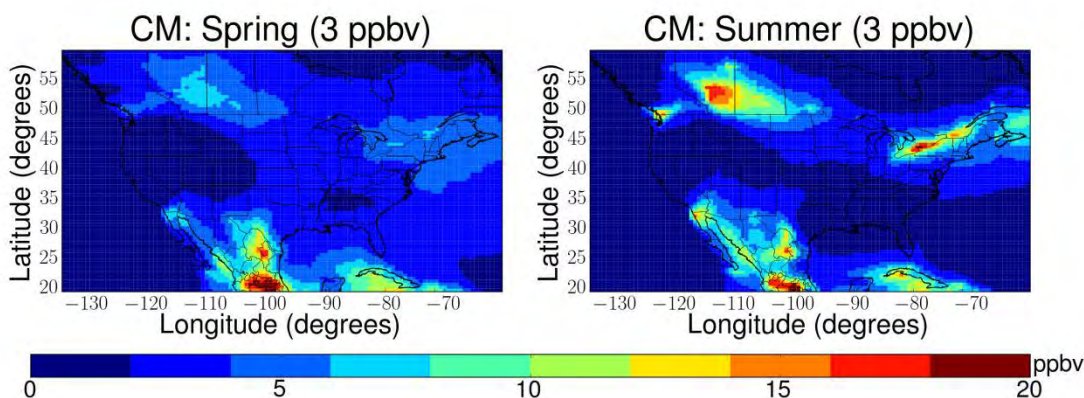 CM: Spring (3 ppbv)
Latitude (degrees)
55
50
45
40
35
30
25
20
−130 −120 −110 −100 −90 −80 −70
Longitude (degrees)
CM: Summer (3 ppbv)
Latitude (degrees)
55
50
45
40
35
30
25
20
−130 −120 −110 −100 −90 −80 −70
Longitude (degrees)
0 5 10 15 20
ppbv